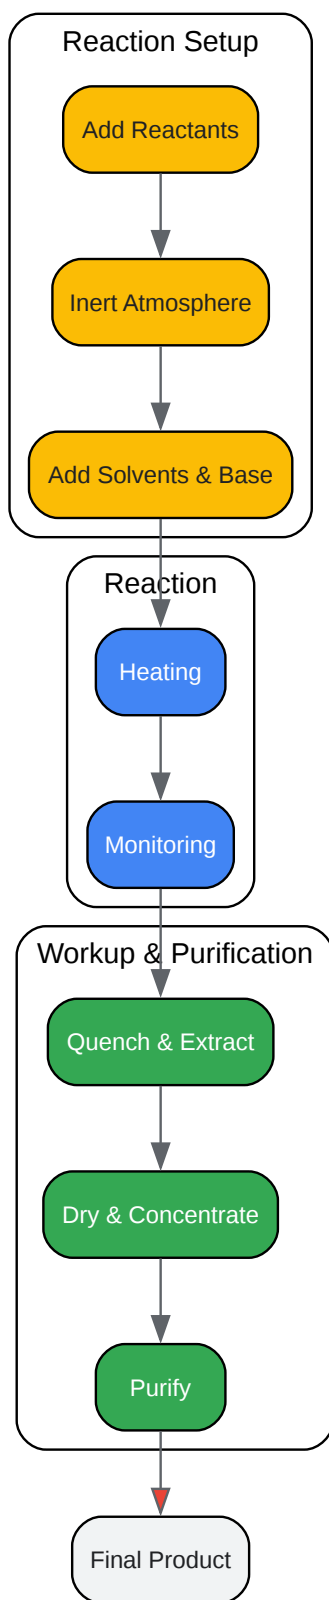 Reaction Setup
Add Reactants
Inert Atmosphere
Add Solvents & Base
Reaction
Heating
Monitoring
Workup & Purification
Quench & Extract
Dry & Concentrate
Purify
Final Product